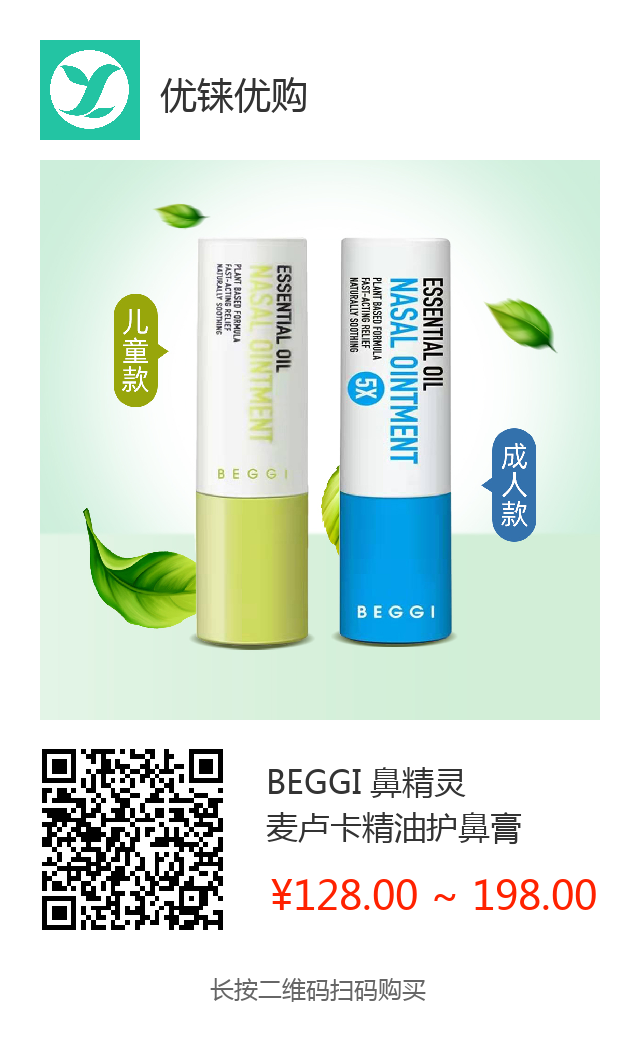 优铼优购
儿童款
ESSENTIAL OIL
NASAL OINTMENT
PLANT BASED FORMULA
FAST-ACTING RELIEF
NATURALLY SOOTHING
BEGGI
ESSENTIAL OIL
NASAL OINTMENT
PLANT BASED FORMULA
FAST-ACTING RELIEF
NATURALLY SOOTHING
5X
BEGGI
成人款
BEGGI 鼻精灵
麦卢卡精油护鼻膏
¥128.00 ~ 198.00
长按二维码扫码购买